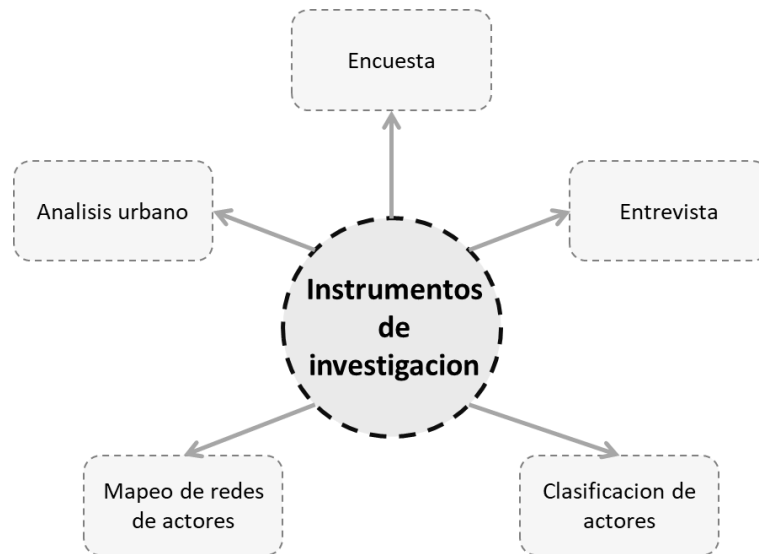 Encuesta
Analisis urbano
Entrevista
Instrumentos
de
investigacion
Mapeo de redes
de actores
Clasificacion de
actores